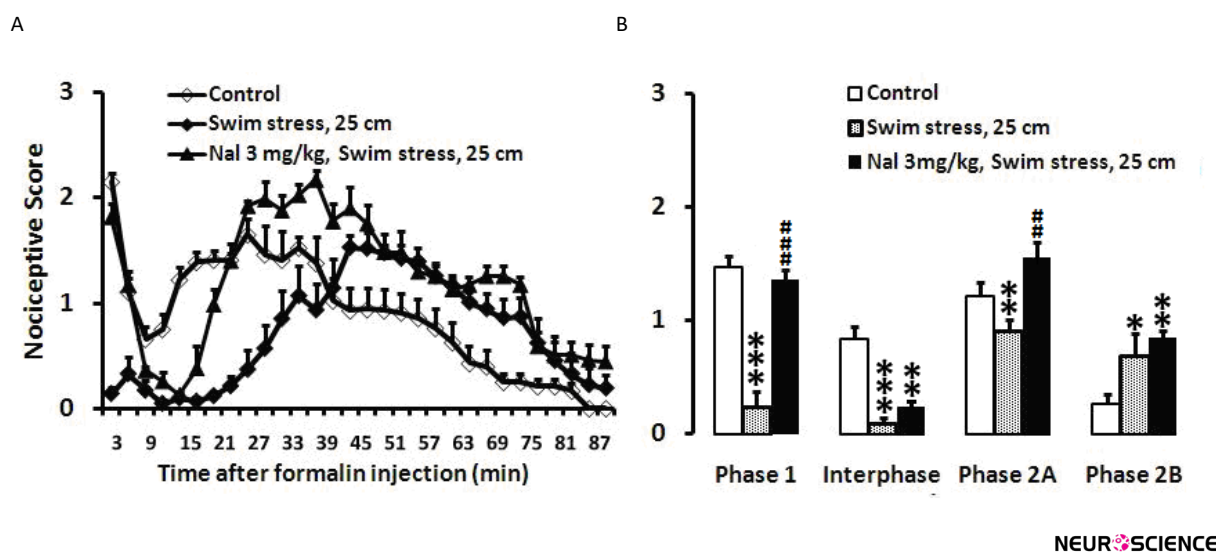 A
B
3
2
1
0
Nociceptive Score
Control
Swim stress, 25 cm
Nal 3 mg/kg, Swim stress, 25 cm
3 9 15 21 27 33 39 45 51 57 63 69 75 81 87
Time after formalin injection (min)
3
2
1
0
Control
Swim stress, 25 cm
Nal 3mg/kg, Swim stress, 25 cm
***
###
***
**
**
##
*
**
Phase 1 Interphase Phase 2A Phase 2B
NEUROSCIENCE